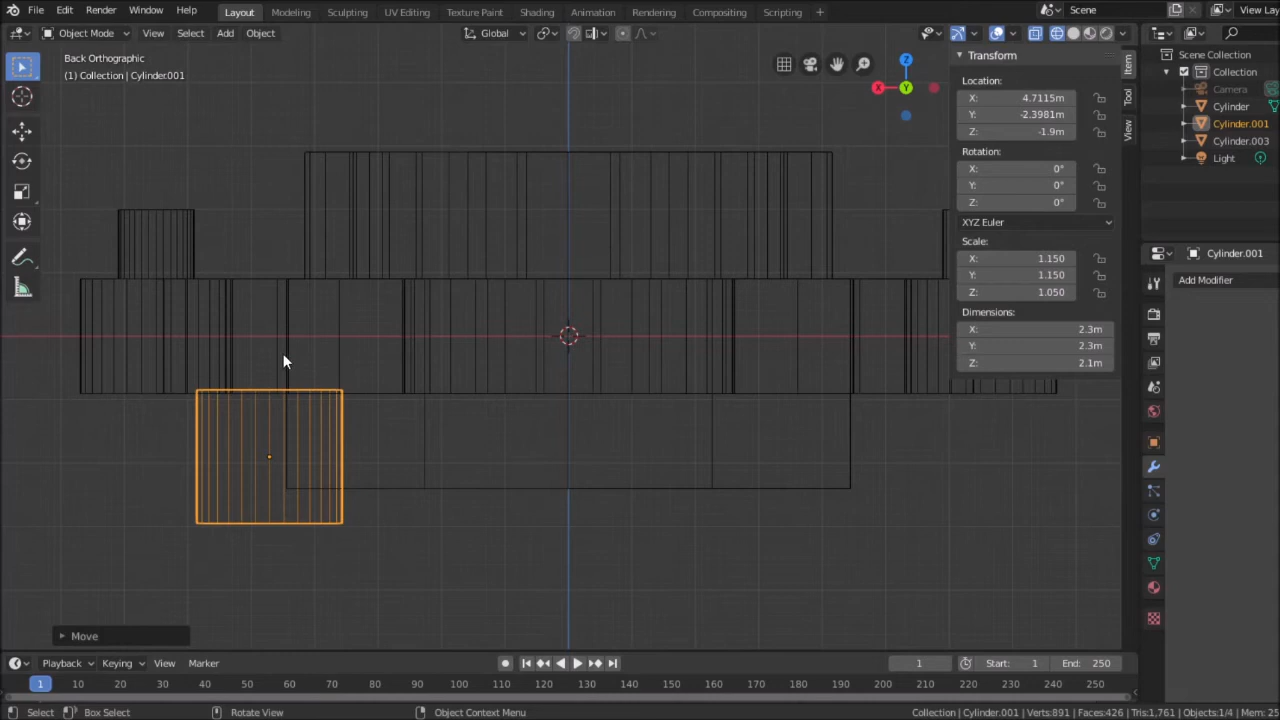 File Edit Render Window Help Layout Modeling Sculpting UV Editing Texture Paint Shading Animation Rendering Compositing Scripting + Scene View Lay
Object Mode View Select Add Object Global
Back Orthographic
(1) Collection | Cylinder.001
Z
X
Y
Transform
Location:
X: 4.7115m
Y: -2.3981m
Z: -1.9m
Rotation:
X: 0°
Y: 0°
Z: 0°
XYZ Euler
Scale:
X: 1.150
Y: 1.150
Z: 1.050
Dimensions:
X: 2.3m
Y: 2.3m
Z: 2.1m
Item
Tool
View
Scene Collection
Collection
Camera
Cylinder
Cylinder.001
Cylinder.003
Light
Cylinder.001
Add Modifier
Move
Playback Keying View Marker 1 Start: 1 End: 250
1 10 20 30 40 50 60 70 80 90 100 110 120 130 140 150 160 170 180 190 200 210 220 230 240 250
Select Box Select Rotate View Object Context Menu Collection | Cylinder.001 | Verts:891 | Faces:426 | Tris:1,761 | Objects:1/4 | Mem: 25